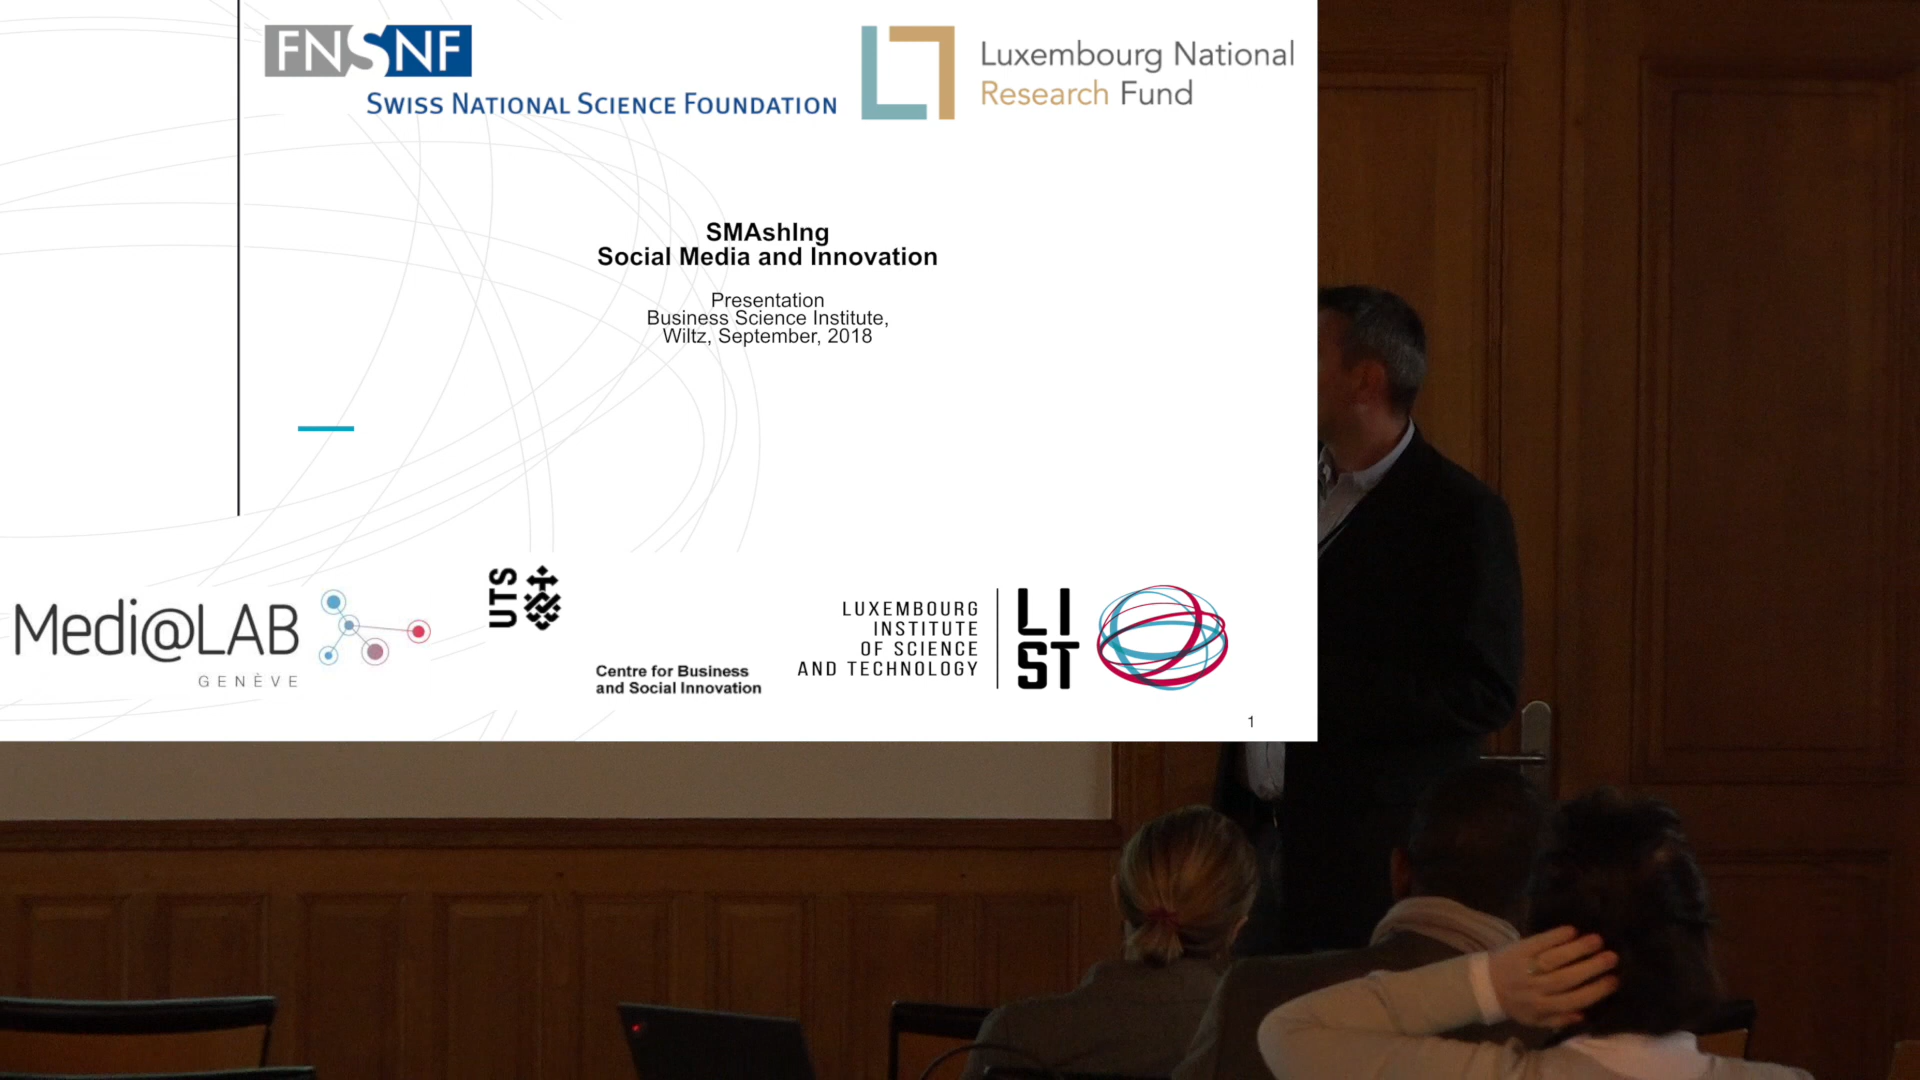 FNSNF
SWISS NATIONAL SCIENCE FOUNDATION
Luxembourg National
Research Fund
SMAshIng
Social Media and Innovation
Presentation
Business Science Institute,
Wiltz, September, 2018
Medi@LAB
GENÈVE
UTS
Centre for Business
and Social Innovation
LUXEMBOURG
INSTITUTE
OF SCIENCE
AND TECHNOLOGY
LI
ST
1